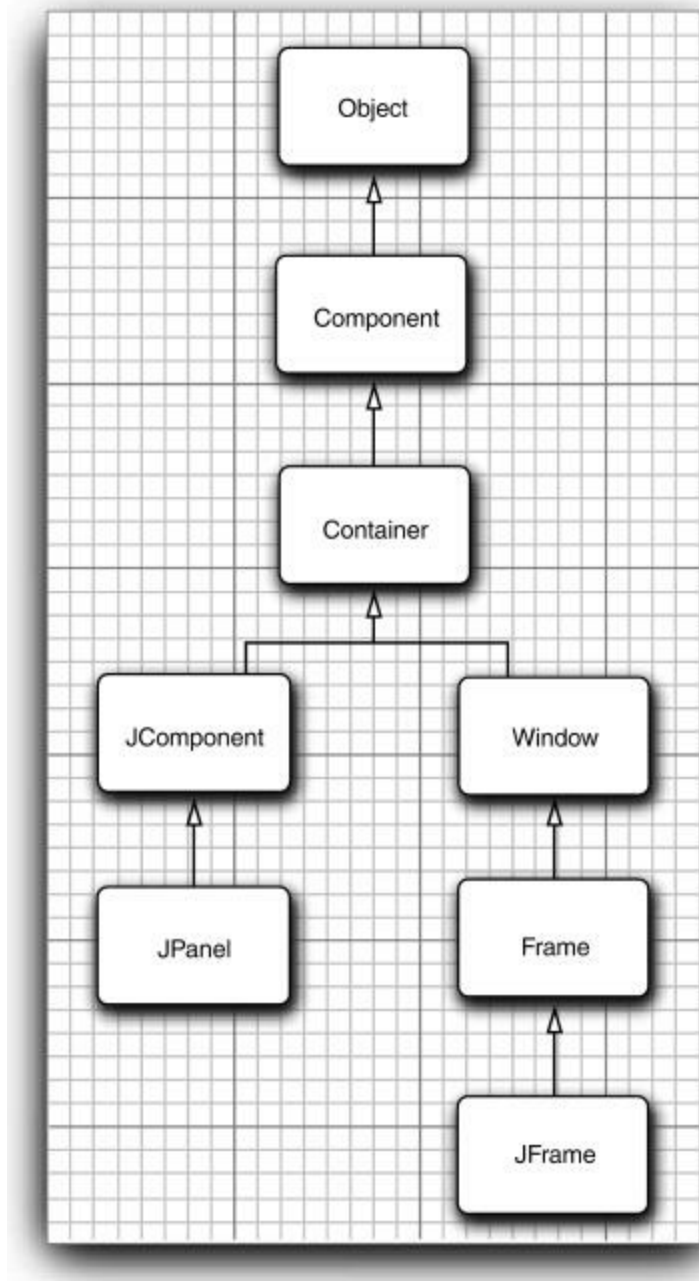 Object
Component
Container
JComponent
Window
JPanel
Frame
JFrame